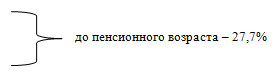 до пенсионного возраста – 27,7%